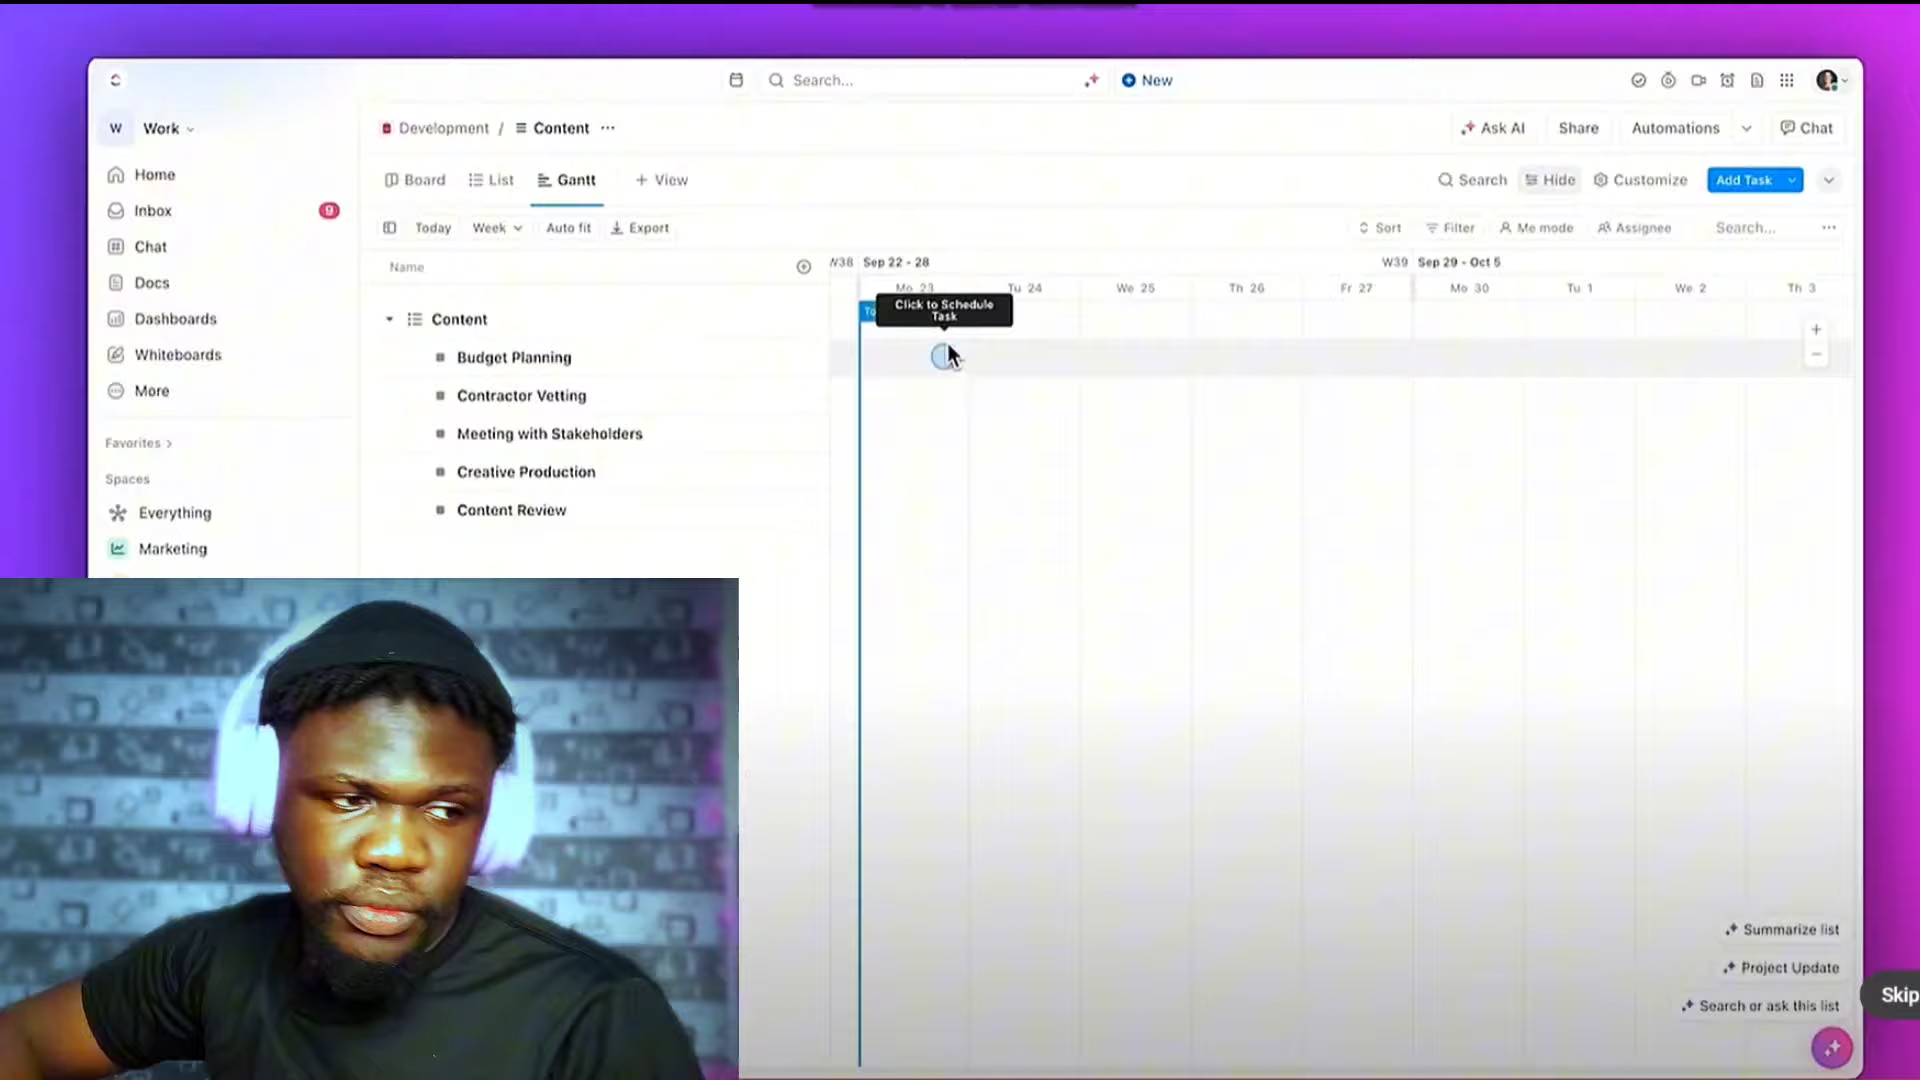 Search...
New
W
Work
Development / Content
Ask AI
Share
Automations
Chat
Home
Inbox
9
Chat
Docs
Dashboards
Whiteboards
More
Favorites
Spaces
Everything
Marketing
Board
List
Gantt
+ View
Search
Hide
Customize
Add Task
Today
Week
Auto fit
Export
Sort
Filter
Me mode
Assignee
Search...
Name
W38
Sep 22 - 28
W39
Sep 29 - Oct 5
Mo 23
Tu 24
We 25
Th 26
Fr 27
Mo 30
Tu 1
We 2
Th 3
Click to Schedule
Task
Content
Budget Planning
Contractor Vetting
Meeting with Stakeholders
Creative Production
Content Review
Summarize list
Project Update
Search or ask this list
Skip